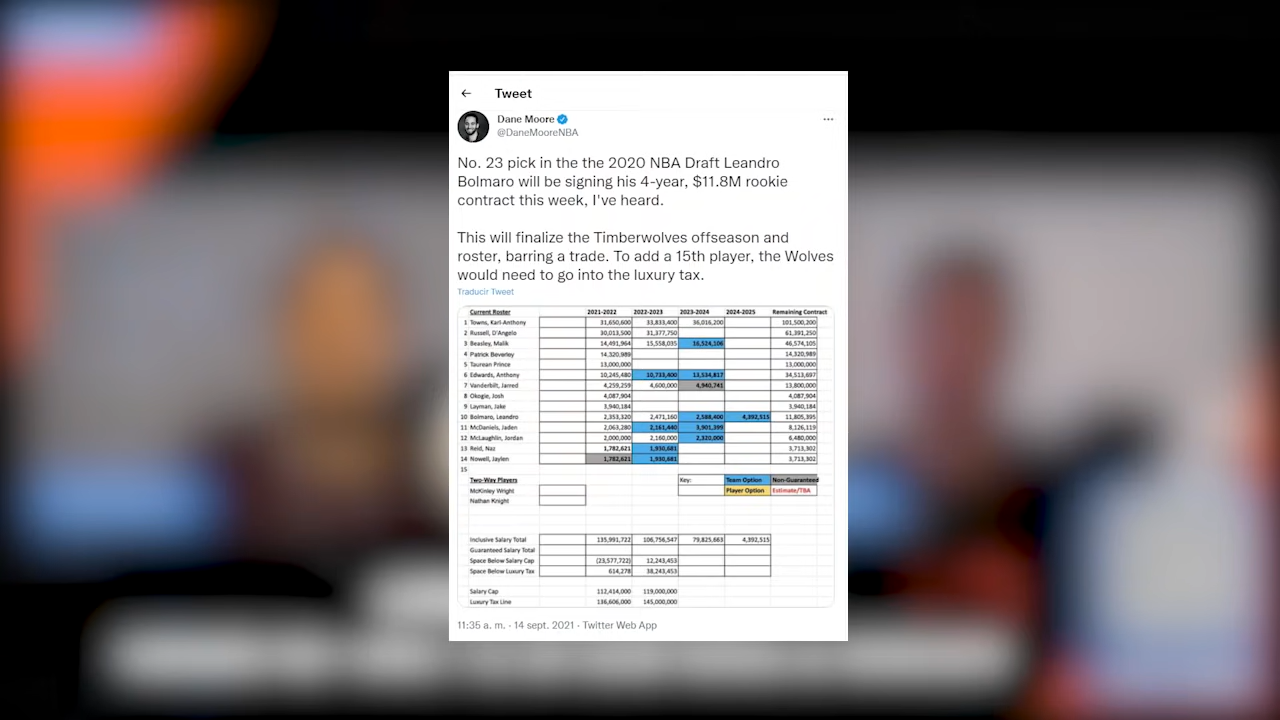 Tweet
Dane Moore
@DaneMooreNBA
No. 23 pick in the the 2020 NBA Draft Leandro
Bolmaro will be signing his 4-year, $11.8M rookie
contract this week, I've heard.
This will finalize the Timberwolves offseason and
roster, barring a trade. To add a 15th player, the Wolves
would need to go into the luxury tax.
Traducir Tweet
Current Roster 2021-2022 2022-2023 2023-2024 2024-2025 Remaining Contract
1 Towns, Karl-Anthony 31,650,600 33,833,400 36,016,200 101,500,200
2 Russell, D'Angelo 30,013,500 31,377,750 61,391,250
3 Beasley, Malik 14,491,964 15,558,035 16,524,106 46,574,105
4 Patrick Beverley 14,320,989 14,320,989
5 Taurean Prince 13,000,000 13,000,000
6 Edwards, Anthony 10,245,480 10,733,400 13,534,817 34,513,697
7 Vanderbilt, Jarred 4,259,259 4,600,000 4,940,741 13,800,000
8 Okogie, Josh 4,087,904 4,087,904
9 Layman, Jake 3,940,184 3,940,184
10 Bolmaro, Leandro 2,353,320 2,471,160 2,588,400 4,392,515 11,805,395
11 McDaniels, Jaden 2,063,280 2,161,440 3,901,399 8,126,119
12 McLaughlin, Jordan 2,000,000 2,160,000 2,320,000 6,480,000
13 Reid, Naz 1,782,621 1,930,681 3,713,302
14 Nowell, Jaylen 1,782,621 1,930,681 3,713,302
15
Two-Way Players Key: Team Option Non-Guaranteed
McKinley Wright Player Option Estimate/TBA
Nathan Knight
Inclusive Salary Total 135,991,722 106,756,547 79,825,663 4,392,515
Guaranteed Salary Total
Space Below Salary Cap (23,577,722) 12,243,453
Space Below Luxury Tax 614,278 38,243,453
Salary Cap 112,414,000 119,000,000
Luxury Tax Line 136,606,000 145,000,000
11:35 a. m. · 14 sept. 2021 · Twitter Web App